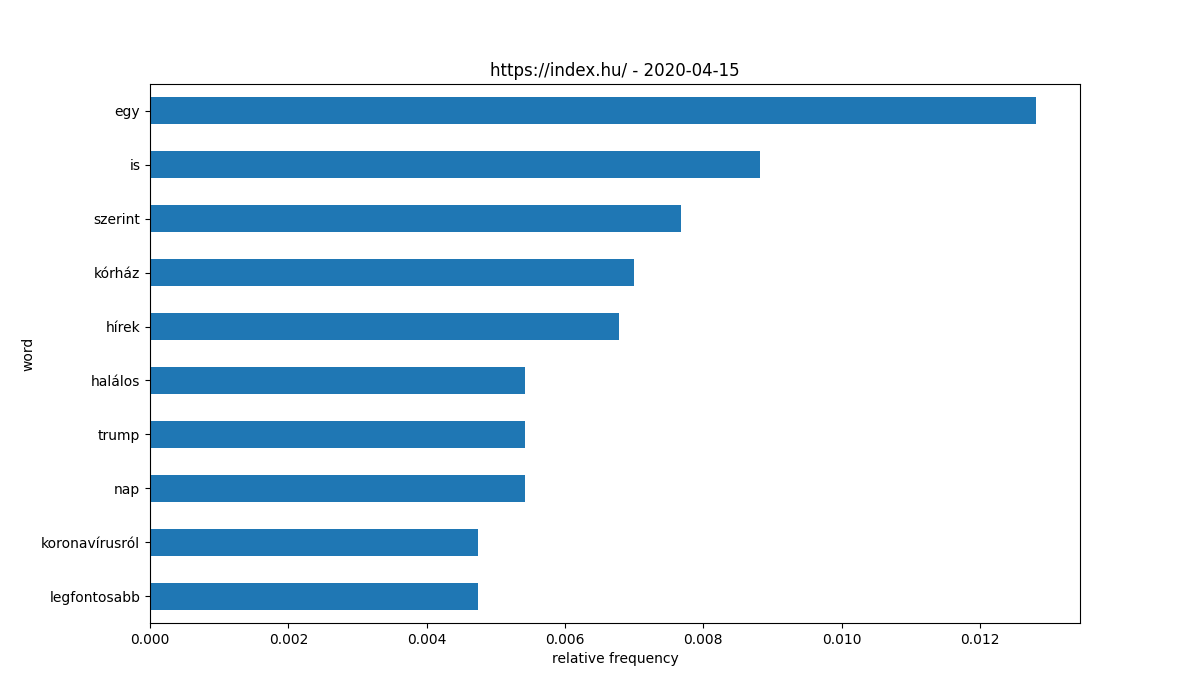 https://index.hu/ - 2020-04-15
egy
is
szerint
kórház
hírek
halálos
trump
nap
koronavírusról
legfontosabb
word
0.000 0.002 0.004 0.006 0.008 0.010 0.012
relative frequency